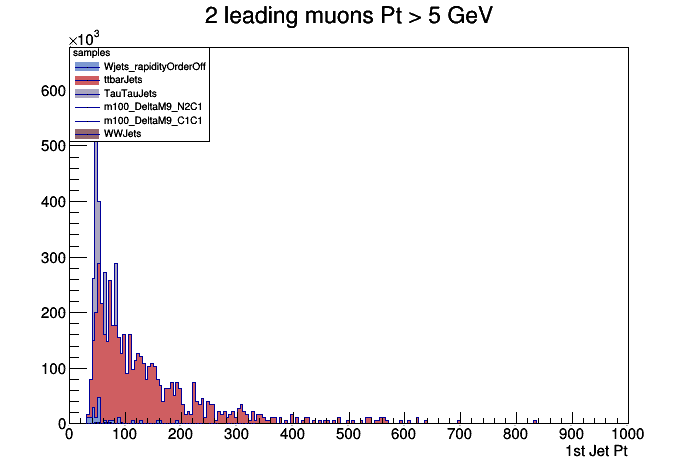 2 leading muons Pt > 5 GeV
×10³
samples
Wjets_rapidityOrderOff
ttbarJets
TauTauJets
m100_DeltaM9_N2C1
m100_DeltaM9_C1C1
WWJets
600
500
400
300
200
100
0
0 100 200 300 400 500 600 700 800 900 1000
1st Jet Pt